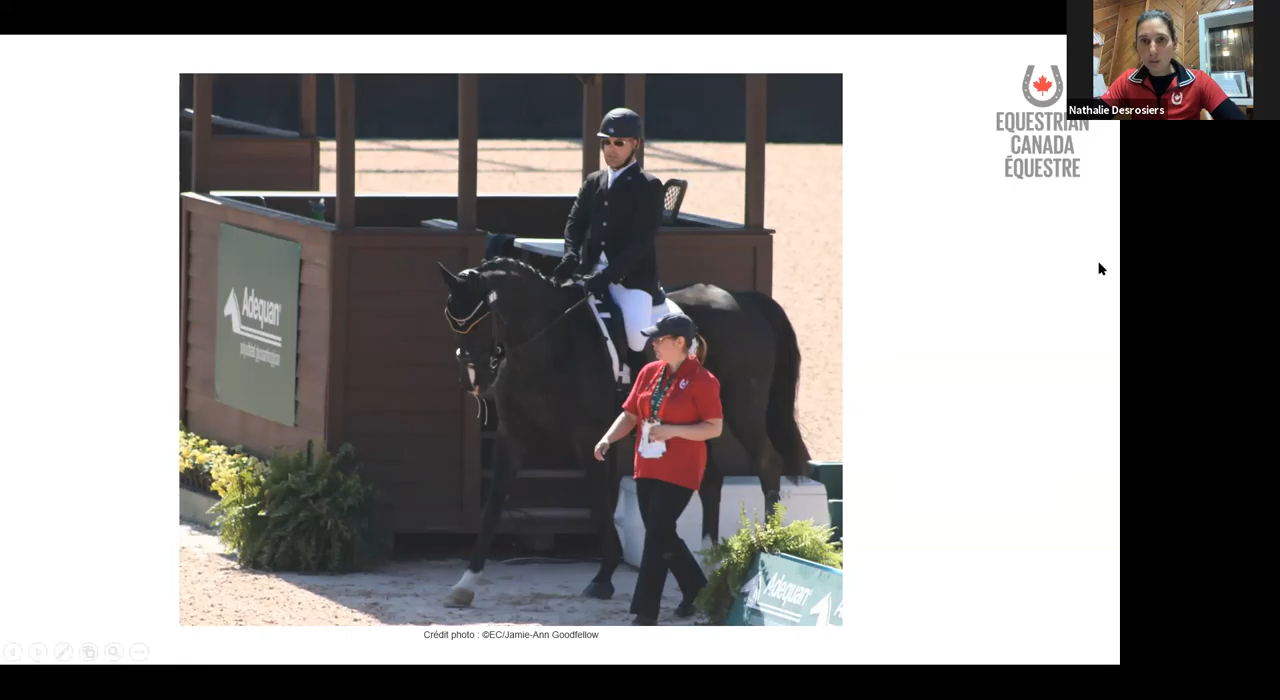 Nathalie Desrosiers
EQUESTRIAN
CANADA
ÉQUESTRE
Adequan®
Adequan
Crédit photo : ©EC/Jamie-Ann Goodfellow